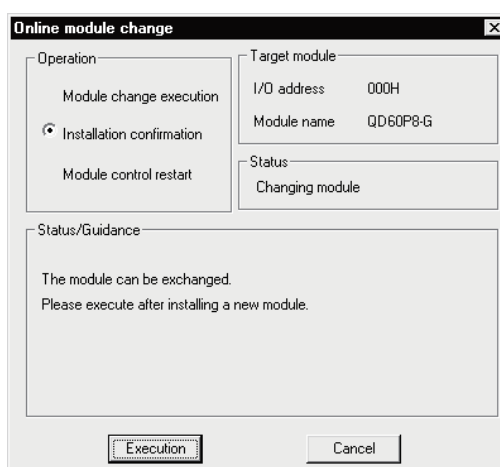 Online module change
Operation
Module change execution
Installation confirmation
Module control restart
Target module
I/O address 000H
Module name QD60P8-G
Status
Changing module
Status/Guidance
The module can be exchanged.
Please execute after installing a new module.
Execution
Cancel